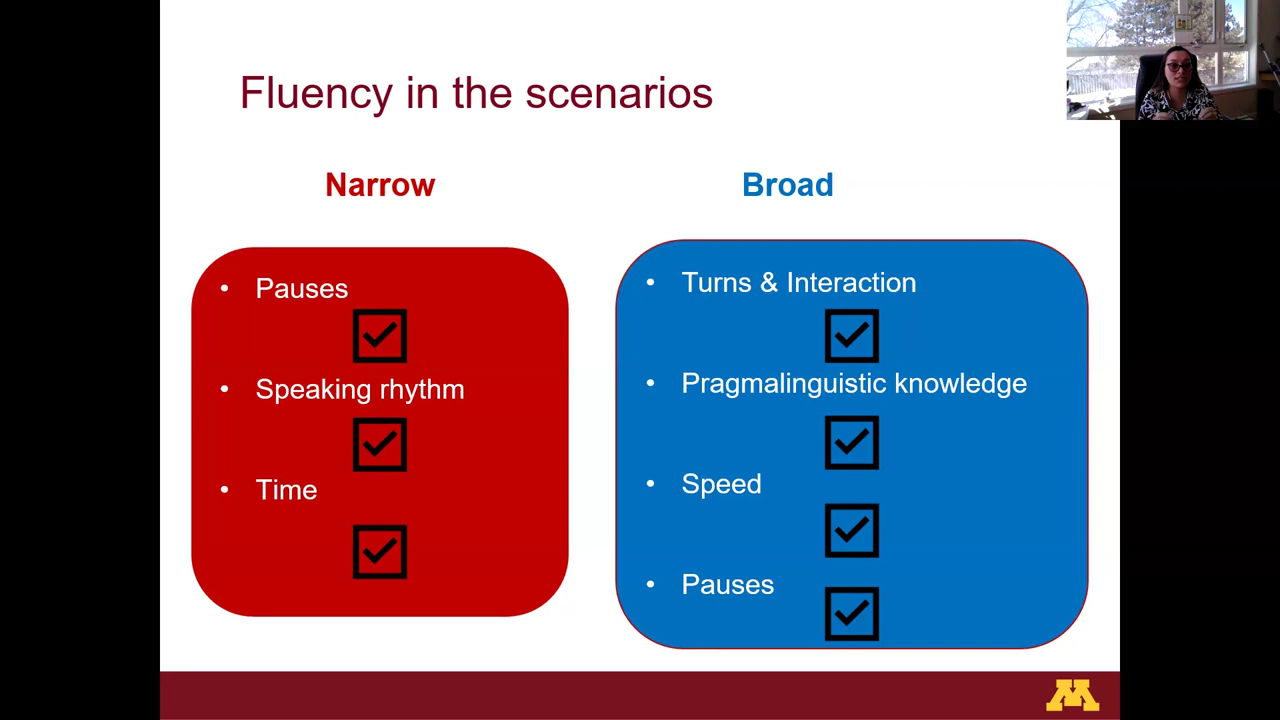 Fluency in the scenarios
Narrow
• Pauses
• Speaking rhythm
• Time
Broad
• Turns & Interaction
• Pragmalinguistic knowledge
• Speed
• Pauses
M